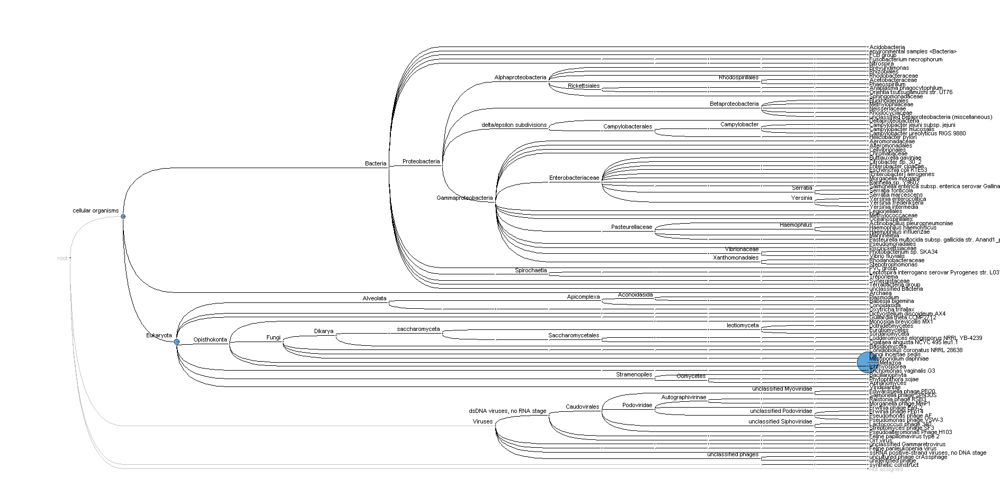 Acidobacteria
environmental samples <Bacteria>
FCB group
Fusobacterium necrophorum
Nitrospira
Brevundimonas
Rhizobiales
Rhodobacteraceae
Alphaproteobacteria
Rhodospirillales
Acetobacteraceae
Phaeospirillum
Rickettsiales
Anaplasma phagocytophilum
Orientia tsutsugamushi str. UT76
Sphingomonadaceae
Burkholderiales
Betaproteobacteria
Methylophilaceae
Neisseriaceae
Rhodocyclaceae
unclassified Betaproteobacteria (miscellaneous)
Deltaproteobacteria
delta/epsilon subdivisions
Campylobacterales
Campylobacter
Campylobacter jejuni subsp. jejuni
Campylobacter mucosalis
Campylobacter ureolyticus RIGS 9880
Helicobacter pylori
Aeromonadaceae
Alteromonadales
Cellvibrionales
Chromatiaceae
Buttiauxella gaviniae
Citrobacter sp. 30_2
Bacteria
Proteobacteria
Enterobacter cloacae
Escherichia coli KTE53
[Enterobacter] aerogenes
Enterobacteriaceae
Morganella morganii
Rahnella sp. Y9602
Salmonella enterica subsp. enterica serovar Gallina
Serratia
Serratia fonticola
Serratia marcescens
Gammaproteobacteria
Yersinia
Yersinia enterocolitica
Yersinia frederiksenii
Yersinia intermedia
cellular organisms
Legionellales
Methylococcaceae
Oceanospirillales
Actinobacillus pleuropneumoniae
Pasteurellaceae
Haemophilus
Haemophilus haemolyticus
Haemophilus influenzae
Mannheimia
Pasteurella multocida subsp. gallicida str. Anand1_p
Pseudomonadales
Piscirickettsiaceae
Vibrionaceae
Photobacterium sp. SKA34
Vibrio fluvialis
root
Xanthomonadales
Rhodanobacteraceae
Stenotrophomonas
PVC group
Spirochaetia
Leptospira interrogans serovar Pyrogenes str. L037
Treponema
Synergistaceae
Terrabacteria group
unclassified Bacteria
Archaea
Alveolata
Apicomplexa
Aconoidasida
Plasmodium
Babesia bigemina
Conoidasida
Oxytricha trifallax
Dictyostelium discoideum AX4
Guillardia theta CCMP2712
Monosiga brevicollis MX1
leotiomyceta
Dothideomycetes
Eurotiomycetes
sordariomyceta
Eukaryota
Opisthokonta
Fungi
Dikarya
saccharomyceta
Saccharomycetales
Lodderomyces elongisporus NRRL YB-4239
Ogataea angusta NCYC 495 leu1.1
Basidiomycota
Conidiobolus coronatus NRRL 28638
Fungi incertae sedis
Mitosporidium daphniae
Metazoa
Ichthyosporea
Trichomonas vaginalis G3
Stramenopiles
Oomycetes
Bacillariophyta
Phytophthora sojae
Aphanomyces
Viridiplantae
unclassified Myoviridae
Edwardsiella phage PEi20
Salmonella phage SPN3US
Autographivirinae
Ralstonia phage RSB3
Morganella phage MmP1
Caudovirales
Podoviridae
Erwinia phage Ea9-2
dsDNA viruses, no RNA stage
unclassified Podoviridae
Erwinia phage PEp14
Pseudomonas phage AF
Pseudomonas phage VSW-3
Viruses
unclassified Siphoviridae
Lactococcus phage 340
Streptomyces phage SF3
Pseudoalteromonas Phage H103
Feline papillomavirus type 2
Orf virus
unclassified Gammaretrovirus
Feline panleukopenia virus
ssRNA positive-strand viruses, no DNA stage
unclassified phages
uncultured phage crAssphage
unidentified phage
synthetic construct
Not assigned